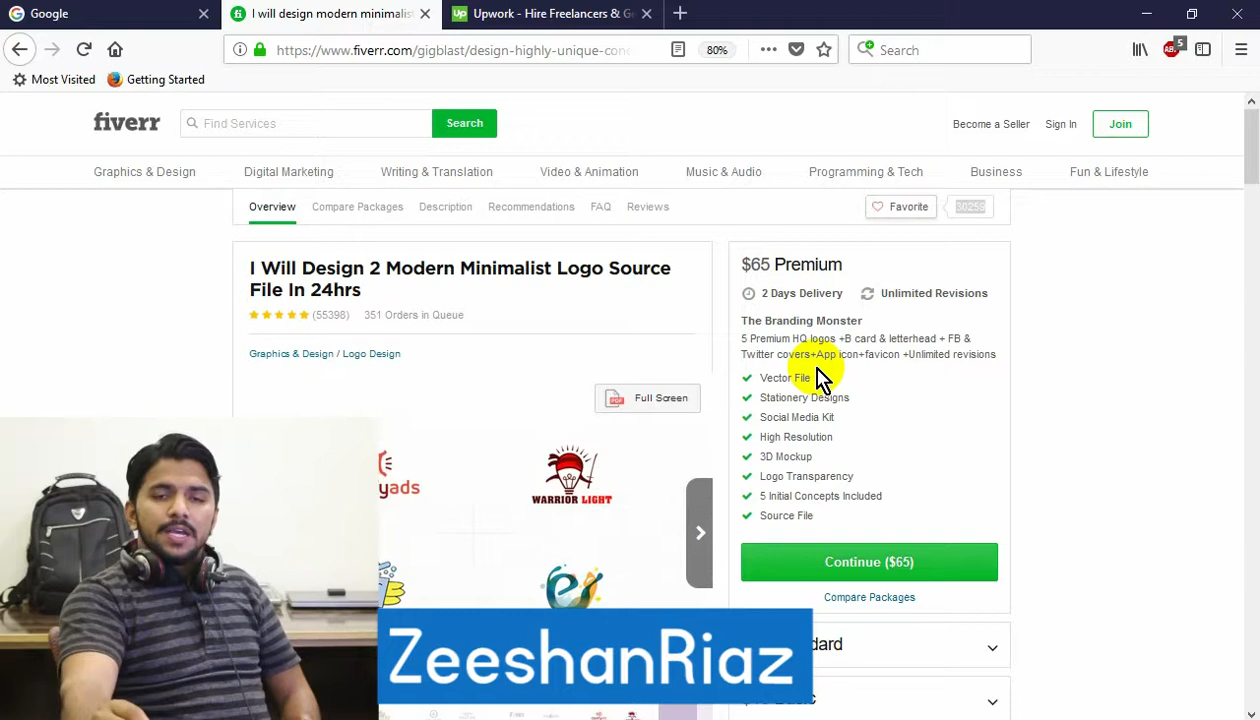 Google
I will design modern minimalist
Upwork - Hire Freelancers & G
https://www.fiverr.com/gigblast/design-highly-unique-con
80%
Search
5
Most Visited
Getting Started
fiverr
Find Services
Search
Become a Seller
Sign In
Join
Graphics & Design
Digital Marketing
Writing & Translation
Video & Animation
Music & Audio
Programming & Tech
Business
Fun & Lifestyle
Overview
Compare Packages
Description
Recommendations
FAQ
Reviews
Favorite
I Will Design 2 Modern Minimalist Logo Source
File In 24hrs
(55398)
351 Orders in Queue
Graphics & Design / Logo Design
Full Screen
yads
WARRIOR LIGHT
er
$65 Premium
2 Days Delivery
Unlimited Revisions
The Branding Monster
5 Premium HQ logos +B card & letterhead + FB &
Twitter covers+App icon+favicon +Unlimited revisions
Vector File
Stationery Designs
Social Media Kit
High Resolution
3D Mockup
Logo Transparency
5 Initial Concepts Included
Source File
Continue ($65)
Compare Packages
dard
ZeeshanRiaz